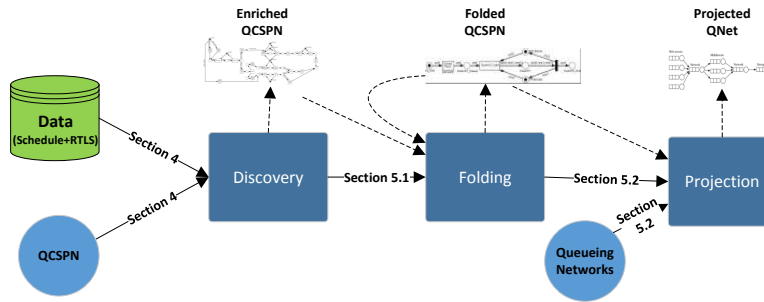 Enriched
QCSPN
Folded
QCSPN
Projected
QNet
Data
(Schedule+RTLS)
Section 4
Discovery
Section 5.1
Folding
Section 5.2
Projection
Section 4
QCSPN
Section
5.2
Queueing
Networks